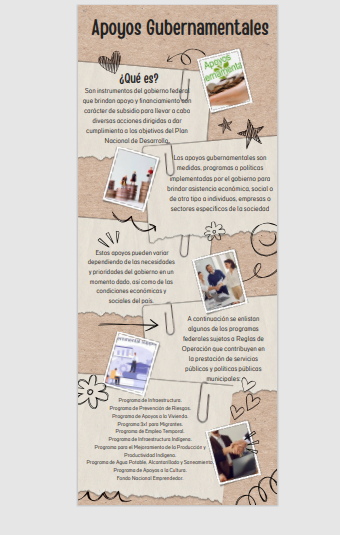 Apoyos Gubernamentales
Apoyos
¿Qué es?
Son instrumentos del gobierno federal
que brindan apoyo y financiamiento con
carácter de subsidio para llevar a cabo
diversas acciones dirigidas a dar
cumplimiento a los objetivos del Plan
Nacional de Desarrollo.
Los apoyos gubernamentales son
medidas, programas o políticas
implementadas por el gobierno para
brindar asistencia económica, social o
de otro tipo a individuos, empresas o
sectores específicos de la sociedad
Estos apoyos pueden variar
dependiendo de las necesidades
y prioridades del gobierno en un
momento dado, así como de las
condiciones económicas y
sociales del país.
A continuación se enlistan
algunos de los programas
federales sujetos a Reglas de
Operación que contribuyen en
la prestación de servicios
públicos y políticas públicas
municipales:
Programa de Infraestructura.
Programa de Prevención de Riesgos.
Programa de Apoyo a la Vivienda.
Programa 3x1 para Migrantes.
Programa de Empleo Temporal.
Programa de Infraestructura Indígena.
Programa para el Mejoramiento de la Producción y
Productividad Indígena.
Programa de Agua Potable, Alcantarillado y Saneamiento.
Programa de Apoyos a la Cultura.
Fondo Nacional Emprendedor.